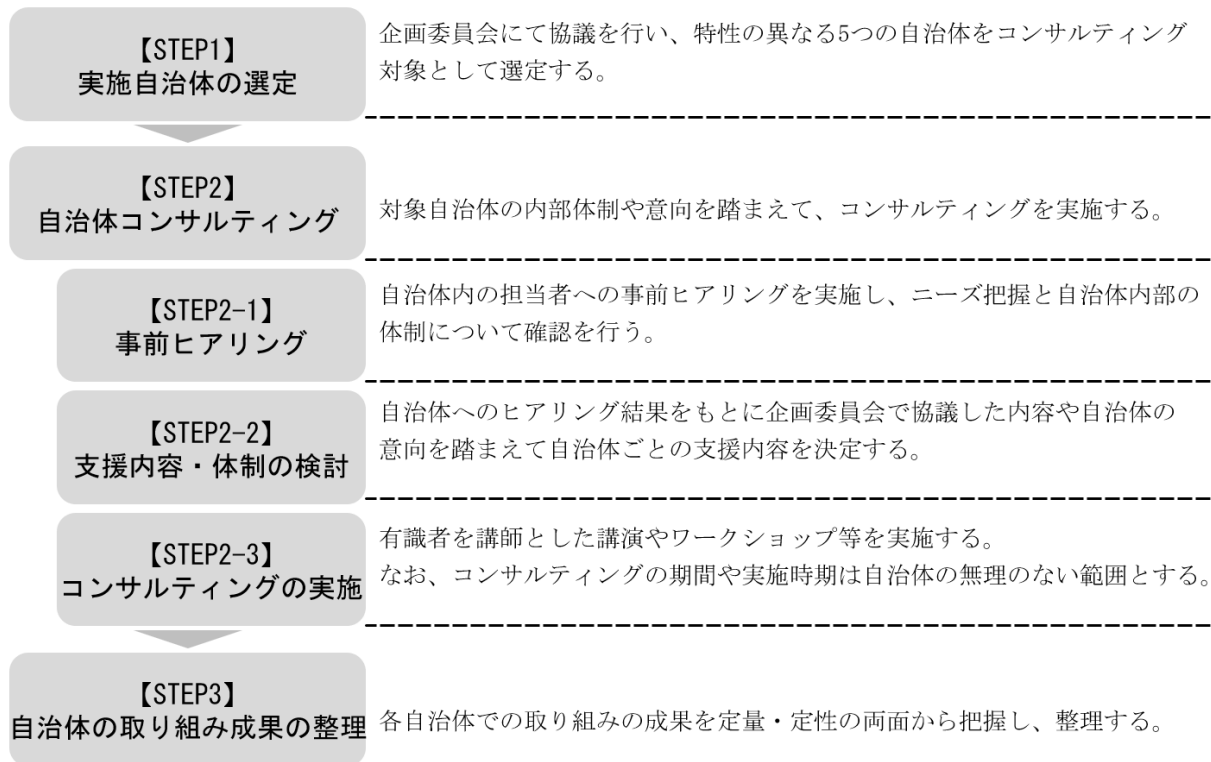 【STEP1】
実施自治体の選定
企画委員会にて協議を行い、特性の異なる5つの自治体をコンサルティング
対象として選定する。
【STEP2】
自治体コンサルティング
対象自治体の内部体制や意向を踏まえて、コンサルティングを実施する。
【STEP2-1】
事前ヒアリング
自治体内の担当者への事前ヒアリングを実施し、ニーズ把握と自治体内部の
体制について確認を行う。
【STEP2-2】
支援内容・体制の検討
自治体へのヒアリング結果をもとに企画委員会で協議した内容や自治体の
意向を踏まえて自治体ごとの支援内容を決定する。
【STEP2-3】
コンサルティングの実施
有識者を講師とした講演やワークショップ等を実施する。
なお、コンサルティングの期間や実施時期は自治体の無理のない範囲とする。
【STEP3】
自治体の取り組み成果の整理
各自治体での取り組みの成果を定量・定性の両面から把握し、整理する。